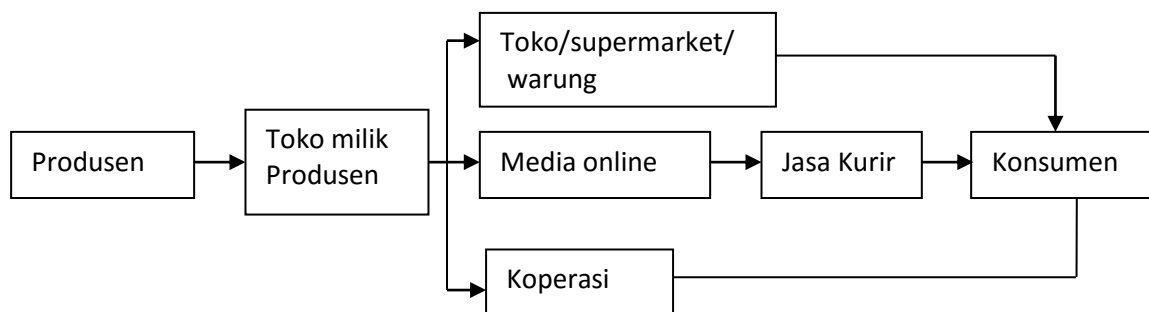 Toko/supermarket/
warung
Produsen
Toko milik
Produsen
Media online
Jasa Kurir
Konsumen
Koperasi